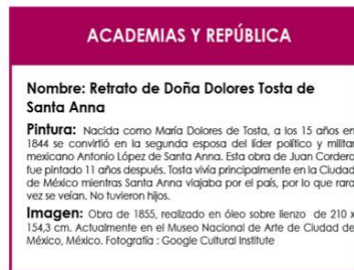 ACADEMIAS Y REPÚBLICA
Nombre: Retrato de Doña Dolores Tosta de
Santa Anna
Pintura: Nacida como María Dolores de Tosta, a los 15 años en
1844 se convirtió en la segunda esposa del líder político y militar
mexicano Antonio López de Santa Anna. Esta obra de Juan Cordero
fue pintado 11 años después. Tosta vivía principalmente en la Ciudad
de México mientras Santa Anna viajaba por el país, por lo que rara
vez se veían. No tuvieron hijos.
Imagen: Obra de 1855, realizado en óleo sobre lienzo de 210 x
154,3 cm. Actualmente en el Museo Nacional de Arte de Ciudad de
México, México. Fotografía : Google Cultural Institute